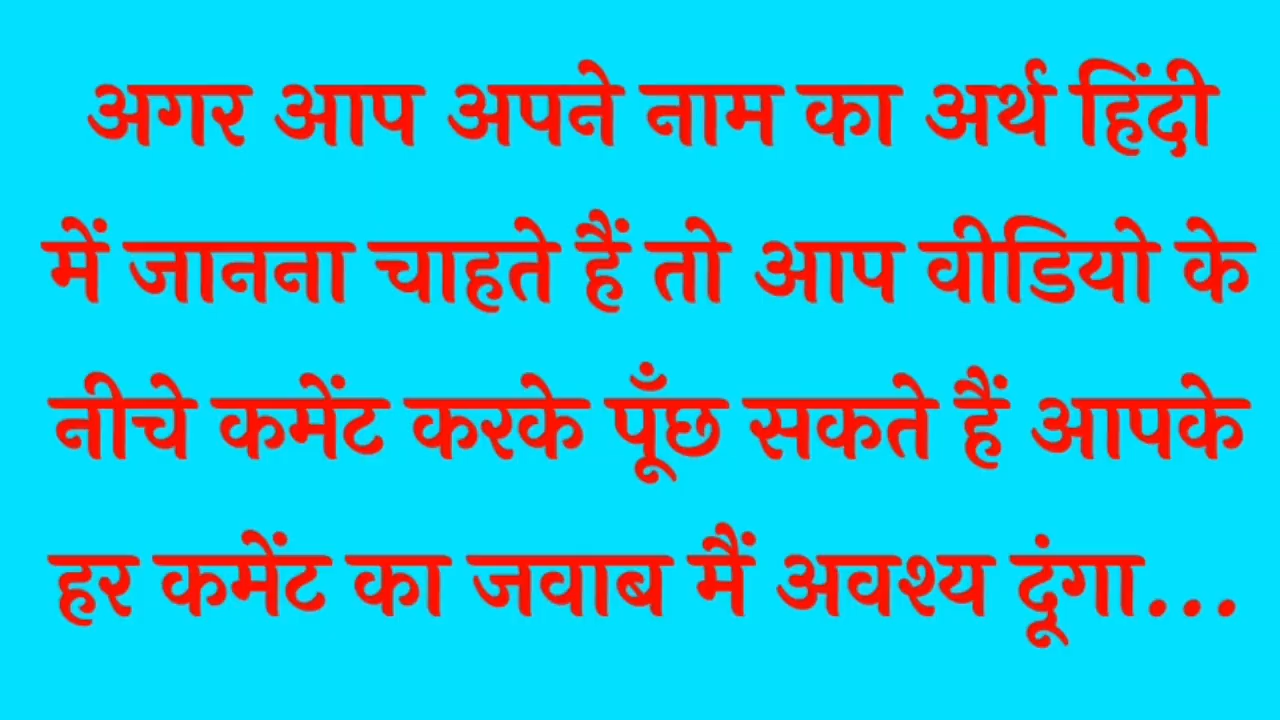 अगर आप अपने नाम का अर्थ हिंदी
में जानना चाहते हैं तो आप वीडियो के
नीचे कमेंट करके पूँछ सकते हैं आपके
हर कमेंट का जवाब मैं अवश्य दूंगा...